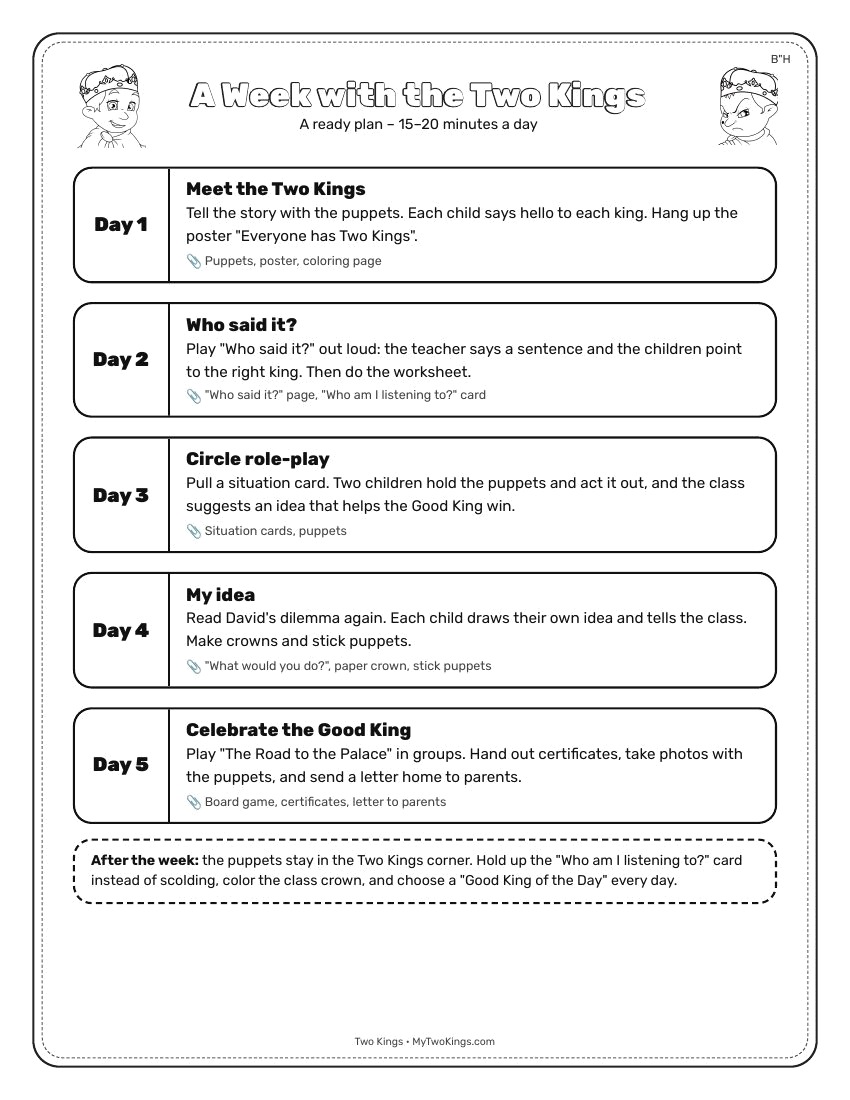 B"H
A Week with the Two Kings
A ready plan – 15–20 minutes a day
Day 1
Meet the Two Kings
Tell the story with the puppets. Each child says hello to each king. Hang up the
poster "Everyone has Two Kings".
📎 Puppets, poster, coloring page
Day 2
Who said it?
Play "Who said it?" out loud: the teacher says a sentence and the children point
to the right king. Then do the worksheet.
📎 "Who said it?" page, "Who am I listening to?" card
Day 3
Circle role-play
Pull a situation card. Two children hold the puppets and act it out, and the class
suggests an idea that helps the Good King win.
📎 Situation cards, puppets
Day 4
My idea
Read David's dilemma again. Each child draws their own idea and tells the class.
Make crowns and stick puppets.
📎 "What would you do?", paper crown, stick puppets
Day 5
Celebrate the Good King
Play "The Road to the Palace" in groups. Hand out certificates, take photos with
the puppets, and send a letter home to parents.
📎 Board game, certificates, letter to parents
After the week: the puppets stay in the Two Kings corner. Hold up the "Who am I listening to?" card
instead of scolding, color the class crown, and choose a "Good King of the Day" every day.
Two Kings • MyTwoKings.com